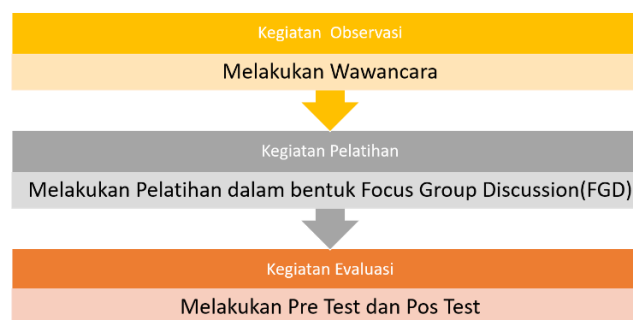 Kegiatan Observasi
Melakukan Wawancara
Kegiatan Pelatihan
Melakukan Pelatihan dalam bentuk Focus Group Discussion(FGD)
Kegiatan Evaluasi
Melakukan Pre Test dan Pos Test